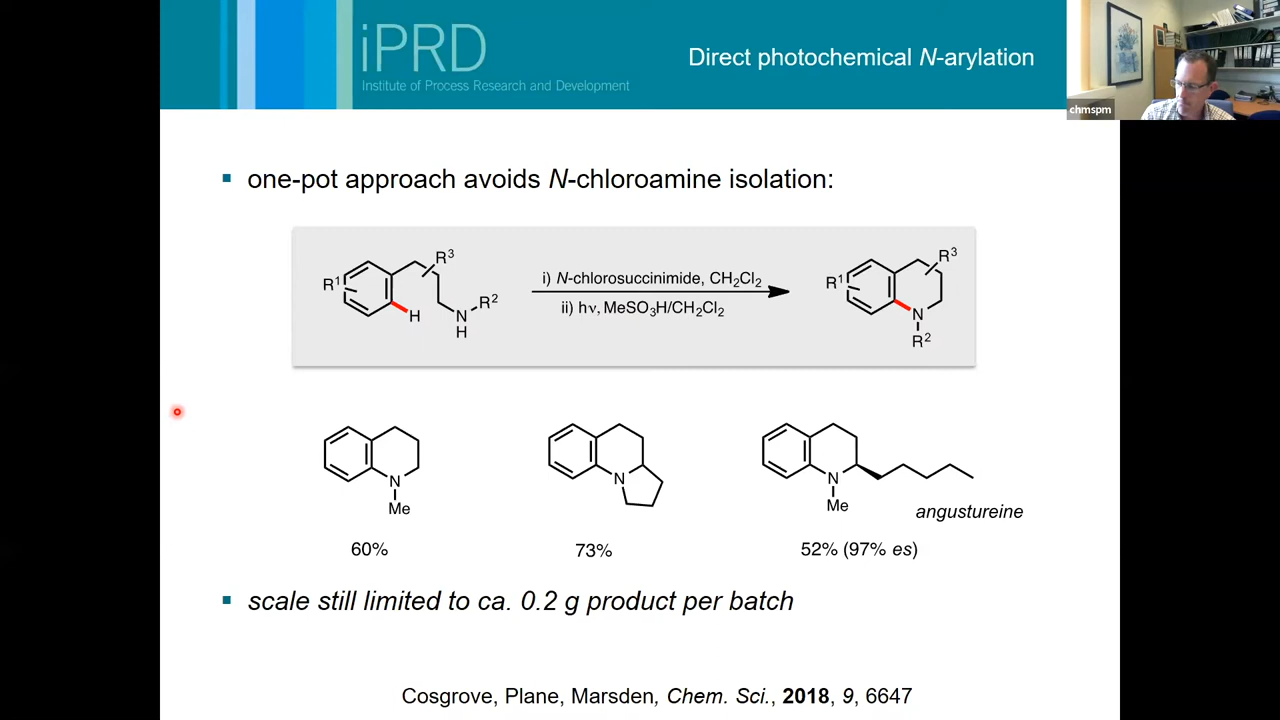 iPRD
Institute of Process Research and Development
Direct photochemical N-arylation
chmspm
▪ one-pot approach avoids N-chloroamine isolation:
R¹
R³
H
N
H
R²
i) N-chlorosuccinimide, CH₂Cl₂
ii) hν, MeSO₃H/CH₂Cl₂
R¹
R³
N
R²
N
Me
60%
N
73%
N
Me
angustureine
52% (97% es)
▪ scale still limited to ca. 0.2 g product per batch
Cosgrove, Plane, Marsden, Chem. Sci., 2018, 9, 6647